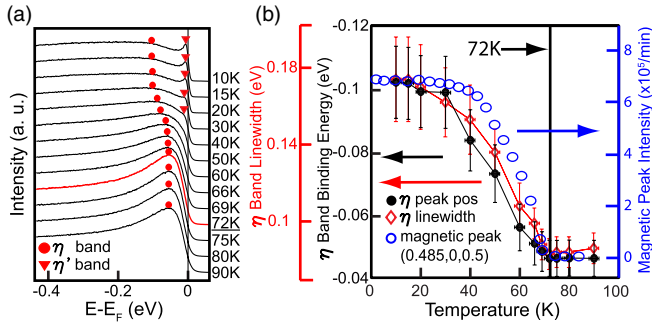 (a)
Intensity (a. u.)
10K
15K
20K
30K
40K
50K
60K
66K
69K
72K
75K
80K
90K
η band
η' band
-0.4
-0.2
0
E-E_F (eV)
η Band Linewidth (eV)
0.18
0.14
0.1
(b)
η Band Binding Energy (eV)
-0.12
-0.1
-0.08
-0.06
-0.04
72K
η peak pos
η linewidth
magnetic peak
(0.485,0,0.5)
0 20 40 60 80 100
Temperature (K)
8
6
4
2
0
Magnetic Peak Intensity (x10⁵/min)